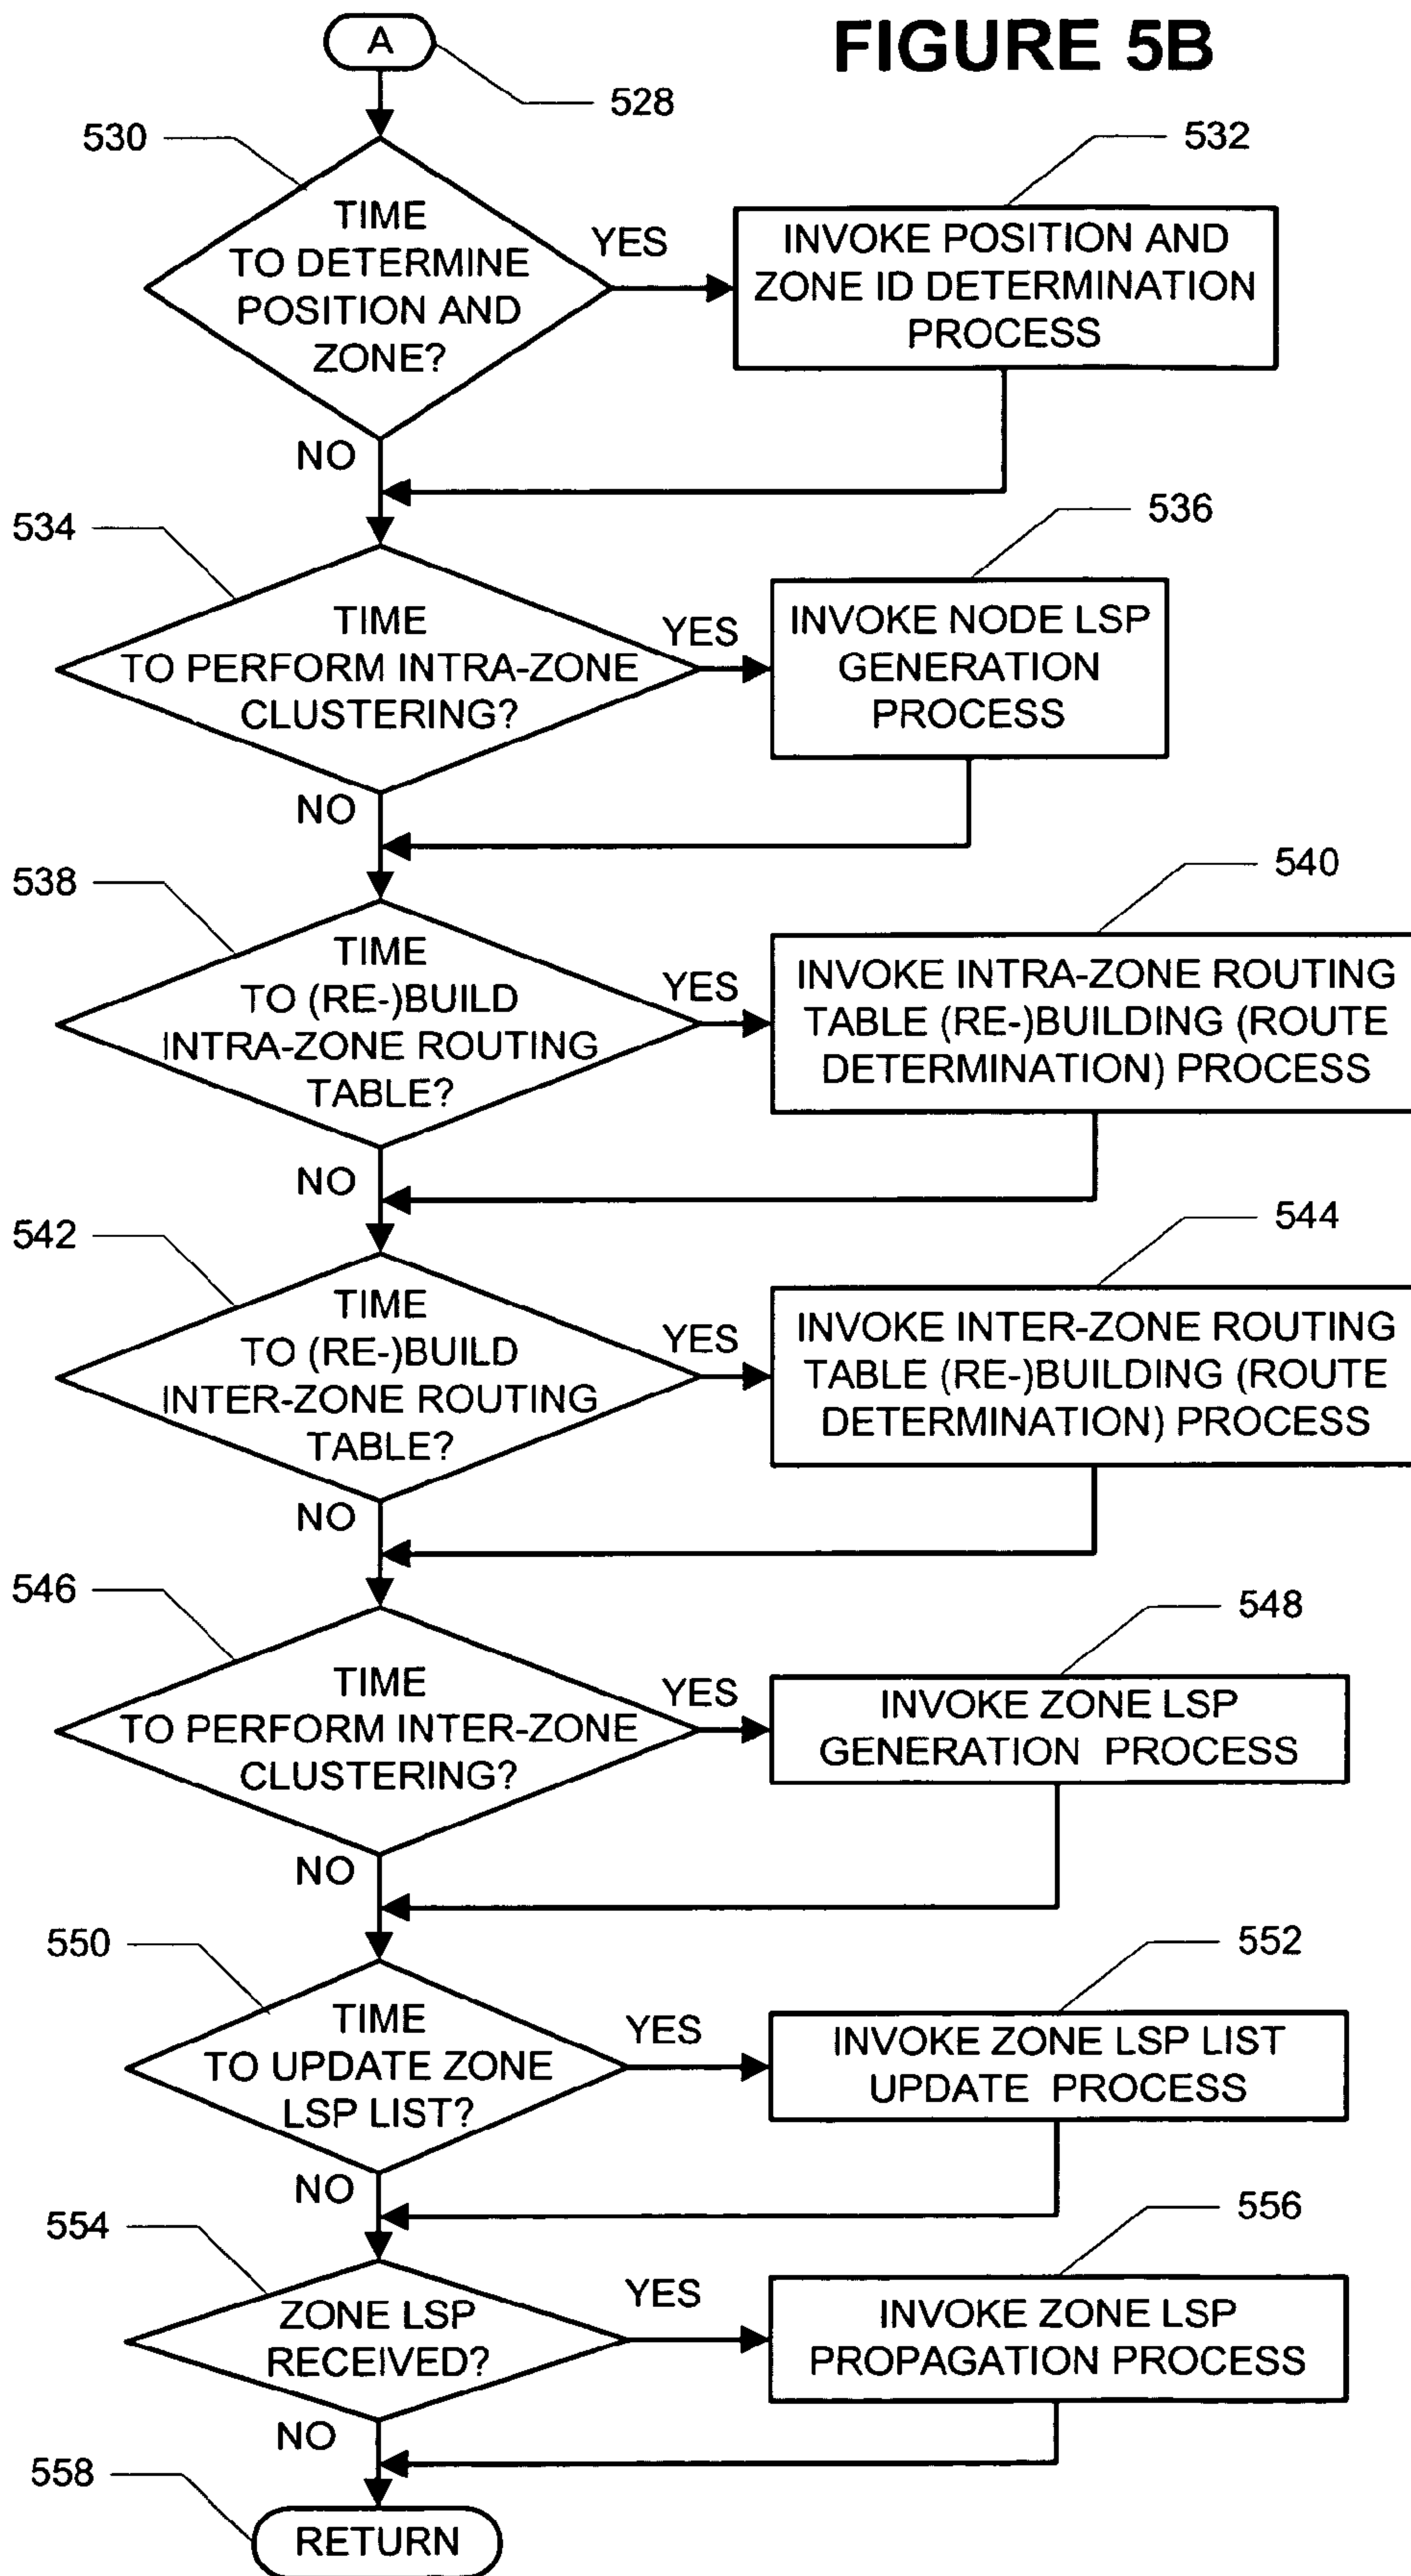 FIGURE 5B
A
528
530
TIME
TO DETERMINE
POSITION AND
ZONE?
YES
532
INVOKE POSITION AND
ZONE ID DETERMINATION
PROCESS
NO
534
TIME
TO PERFORM INTRA-ZONE
CLUSTERING?
YES
536
INVOKE NODE LSP
GENERATION
PROCESS
NO
538
TIME
TO (RE-)BUILD
INTRA-ZONE ROUTING
TABLE?
YES
540
INVOKE INTRA-ZONE ROUTING
TABLE (RE-)BUILDING (ROUTE
DETERMINATION) PROCESS
NO
542
TIME
TO (RE-)BUILD
INTER-ZONE ROUTING
TABLE?
YES
544
INVOKE INTER-ZONE ROUTING
TABLE (RE-)BUILDING (ROUTE
DETERMINATION) PROCESS
NO
546
TIME
TO PERFORM INTER-ZONE
CLUSTERING?
YES
548
INVOKE ZONE LSP
GENERATION PROCESS
NO
550
TIME
TO UPDATE ZONE
LSP LIST?
YES
552
INVOKE ZONE LSP LIST
UPDATE PROCESS
NO
554
ZONE LSP
RECEIVED?
YES
556
INVOKE ZONE LSP
PROPAGATION PROCESS
NO
558
RETURN